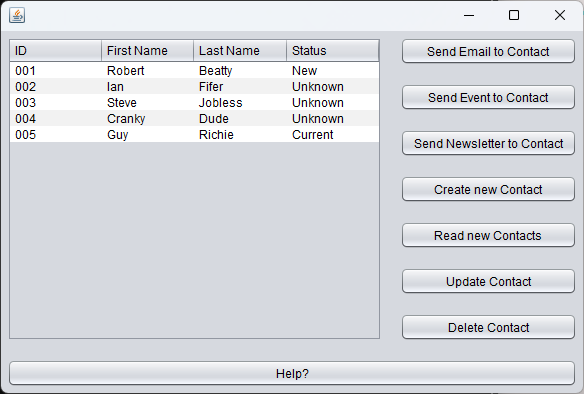 ID First Name Last Name Status
001 Robert Beatty New
002 Ian Fifer Unknown
003 Steve Jobless Unknown
004 Cranky Dude Unknown
005 Guy Richie Current
Send Email to Contact
Send Event to Contact
Send Newsletter to Contact
Create new Contact
Read new Contacts
Update Contact
Delete Contact
Help?